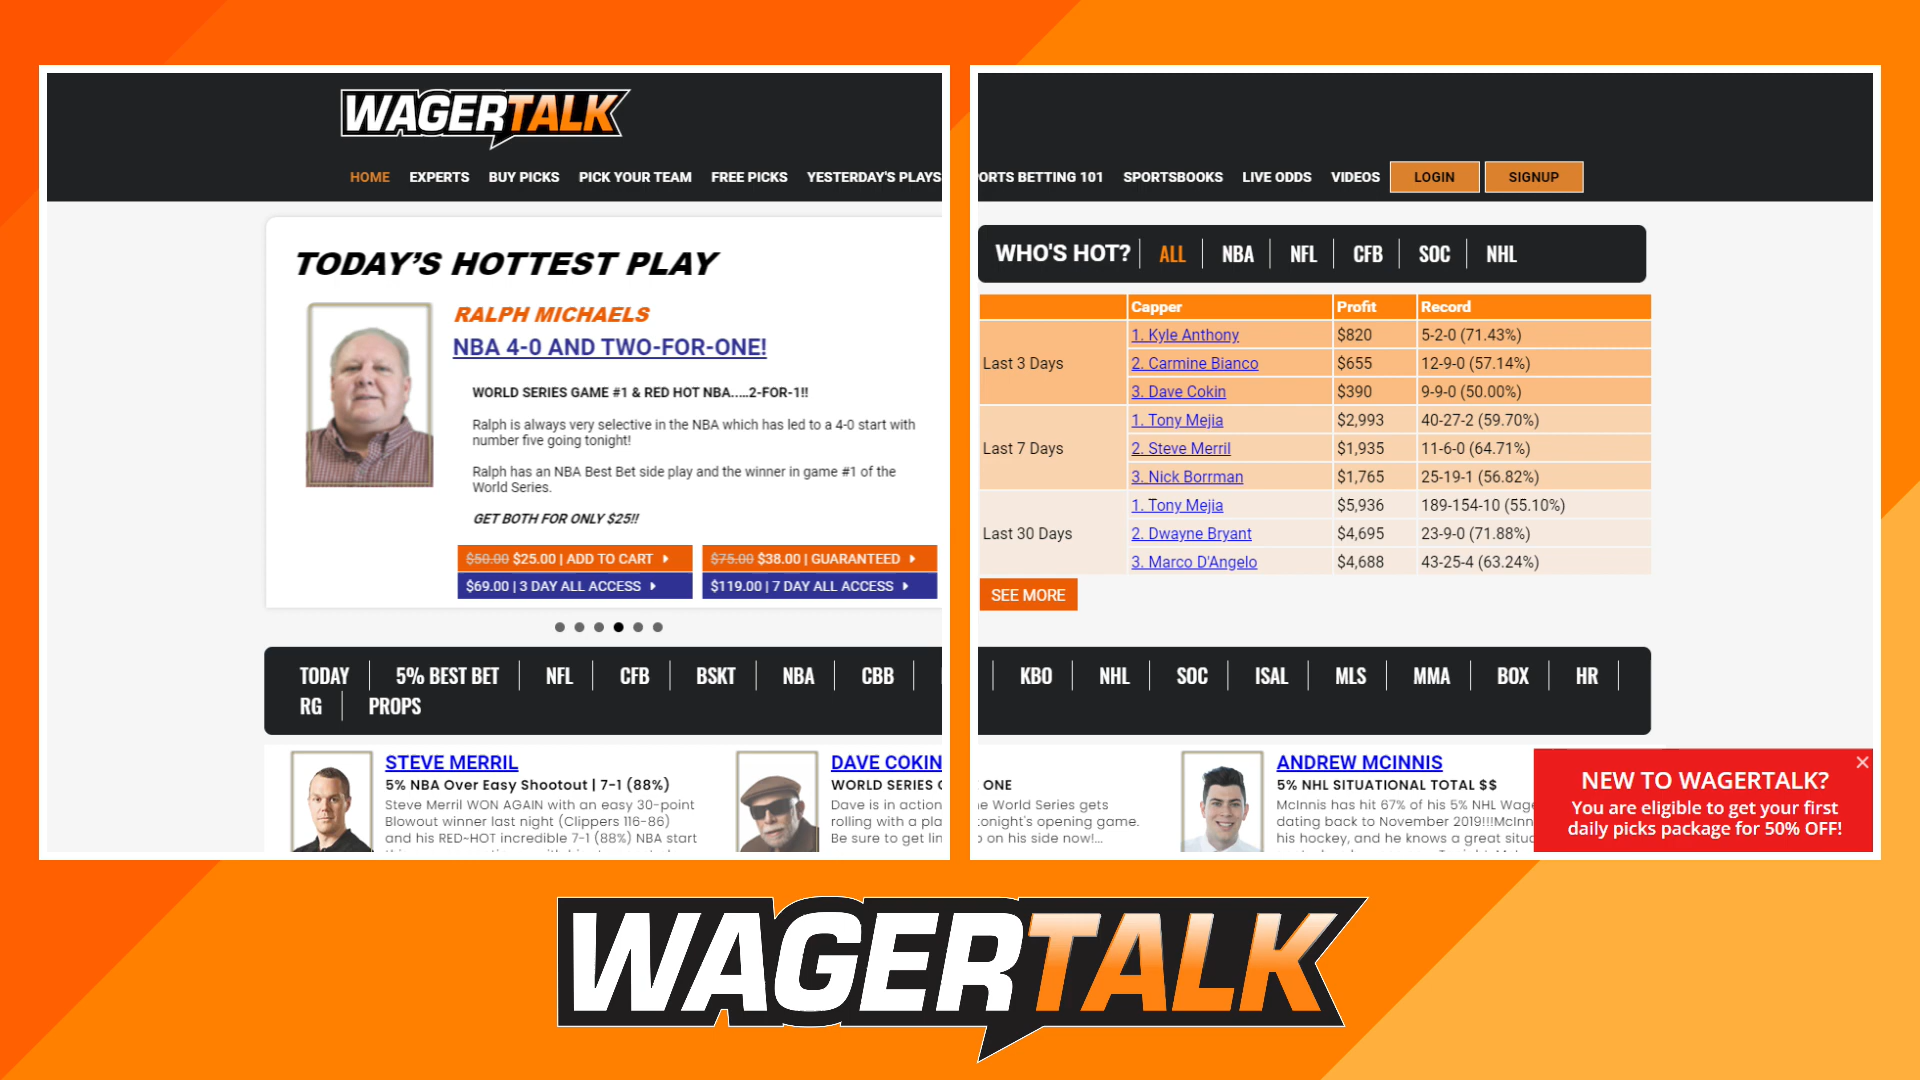 WAGERTALK
HOME EXPERTS BUY PICKS PICK YOUR TEAM FREE PICKS YESTERDAY'S PLAYS
TODAY'S HOTTEST PLAY
RALPH MICHAELS
NBA 4-0 AND TWO-FOR-ONE!
WORLD SERIES GAME #1 & RED HOT NBA.....2-FOR-1!!
Ralph is always very selective in the NBA which has led to a 4-0 start with
number five going tonight!
Ralph has an NBA Best Bet side play and the winner in game #1 of the
World Series.
GET BOTH FOR ONLY $25!!
$50.00 $25.00 | ADD TO CART
$75.00 $38.00 | GUARANTEED
$69.00 | 3 DAY ALL ACCESS
$119.00 | 7 DAY ALL ACCESS
TODAY 5% BEST BET NFL CFB BSKT NBA CBB
RG PROPS
STEVE MERRIL
5% NBA Over Easy Shootout | 7-1 (88%)
Steve Merril WON AGAIN with an easy 30-point
Blowout winner last night (Clippers 116-86)
and his RED-HOT incredible 7-1 (88%) NBA start
DAVE COKIN
WORLD SERIES
Dave is in action
rolling with a pla
Be sure to get lin
ORTS BETTING 101 SPORTSBOOKS LIVE ODDS VIDEOS LOGIN SIGNUP
WHO'S HOT? ALL NBA NFL CFB SOC NHL
Capper Profit Record
Last 3 Days
1. Kyle Anthony $820 5-2-0 (71.43%)
2. Carmine Bianco $655 12-9-0 (57.14%)
3. Dave Cokin $390 9-9-0 (50.00%)
Last 7 Days
1. Tony Mejia $2,993 40-27-2 (59.70%)
2. Steve Merril $1,935 11-6-0 (64.71%)
3. Nick Borrman $1,765 25-19-1 (56.82%)
Last 30 Days
1. Tony Mejia $5,936 189-154-10 (55.10%)
2. Dwayne Bryant $4,695 23-9-0 (71.88%)
3. Marco D'Angelo $4,688 43-25-4 (63.24%)
SEE MORE
KBO NHL SOC ISAL MLS MMA BOX HR
ONE
e World Series gets
onight's opening game.
on his side now!...
ANDREW MCINNIS
5% NHL SITUATIONAL TOTAL $$
McInnis has hit 67% of his 5% NHL Wage
dating back to November 2019!!!McInn
his hockey, and he knows a great situa
NEW TO WAGERTALK?
You are eligible to get your first
daily picks package for 50% OFF!
WAGERTALK